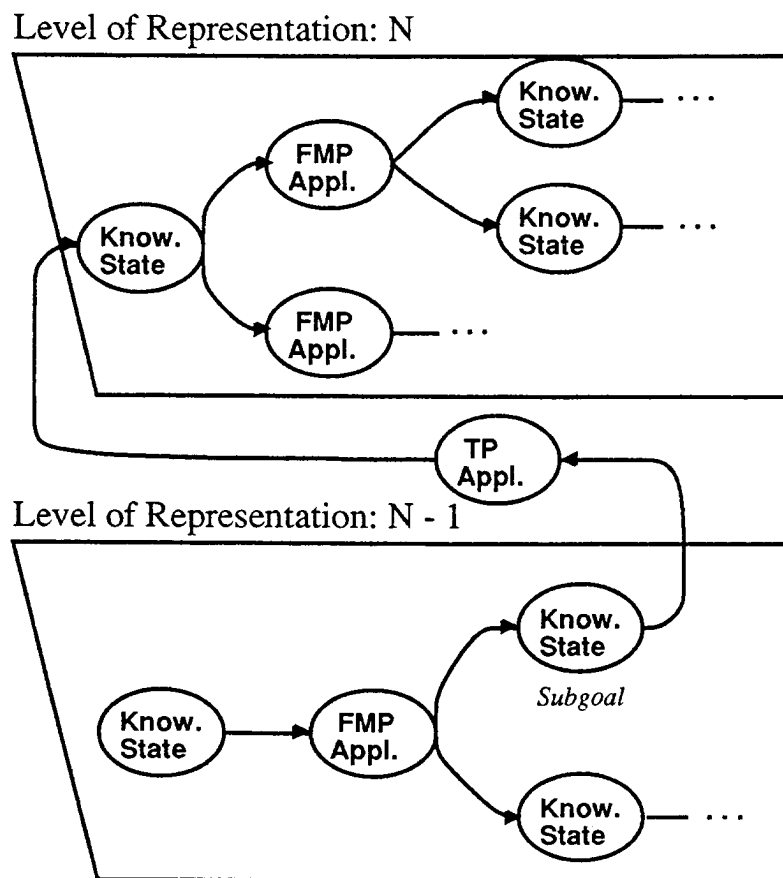 Level of Representation: N
Know.
State
. . .
FMP
Appl.
Know.
State
. . .
Know.
State
FMP
Appl.
. . .
TP
Appl.
Level of Representation: N - 1
Know.
State
Subgoal
Know.
State
FMP
Appl.
Know.
State
. . .